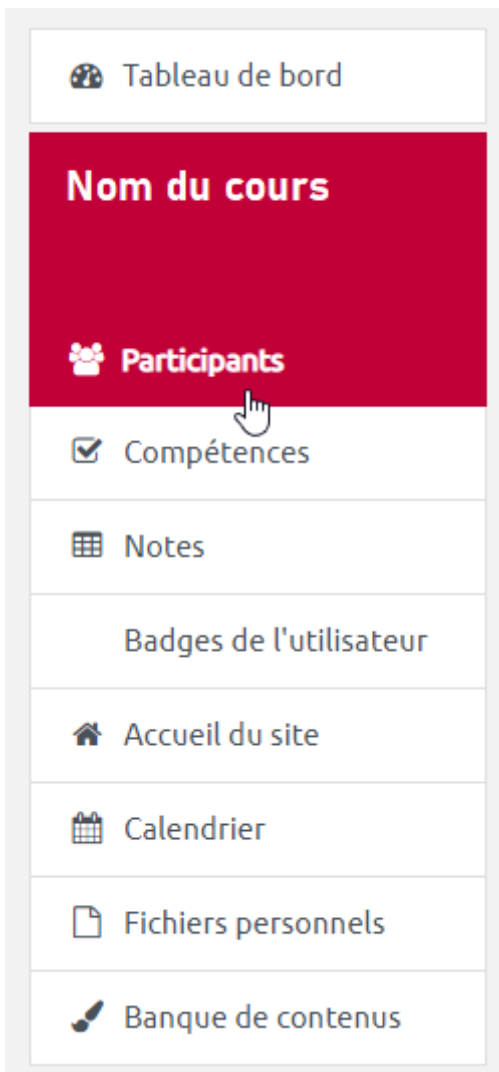 Tableau de bord
Nom du cours
Participants
Compétences
Notes
Badges de l'utilisateur
Accueil du site
Calendrier
Fichiers personnels
Banque de contenus